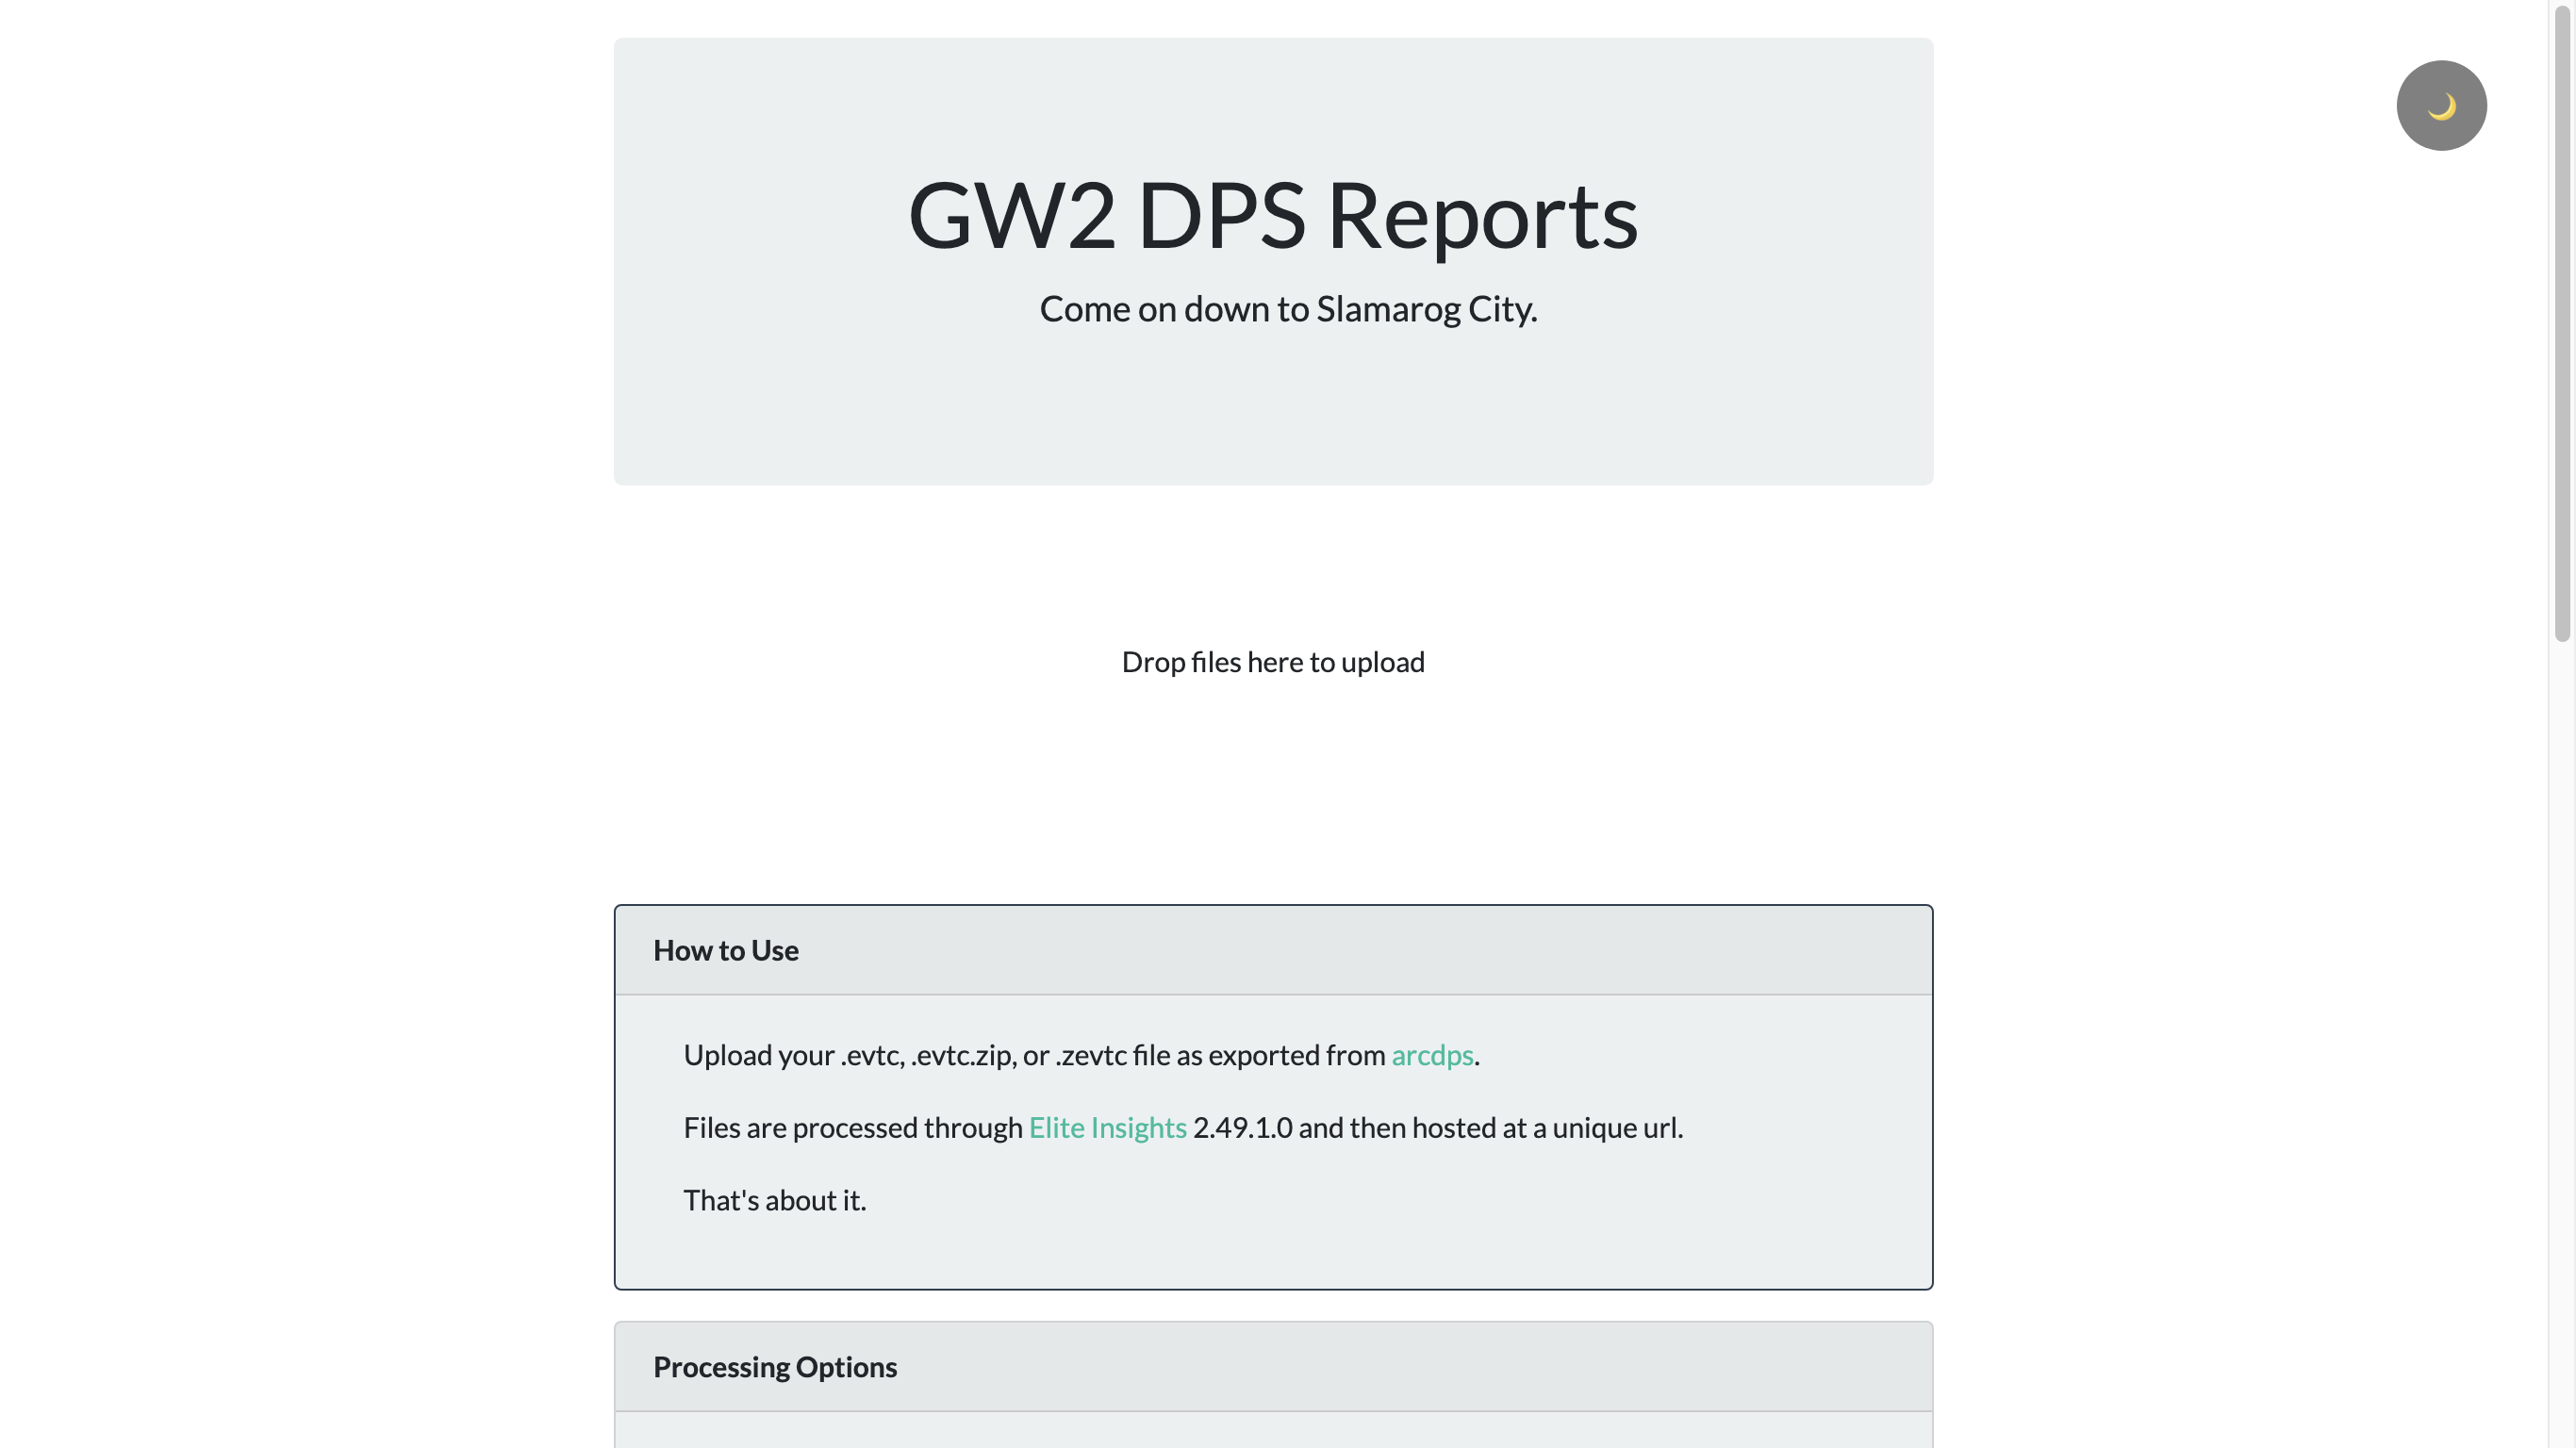 GW2 DPS Reports
Come on down to Slamarog City.
Drop files here to upload
How to Use
Upload your .evtc, .evtc.zip, or .zevtc file as exported from arcdps.
Files are processed through Elite Insights 2.49.1.0 and then hosted at a unique url.
That's about it.
Processing Options